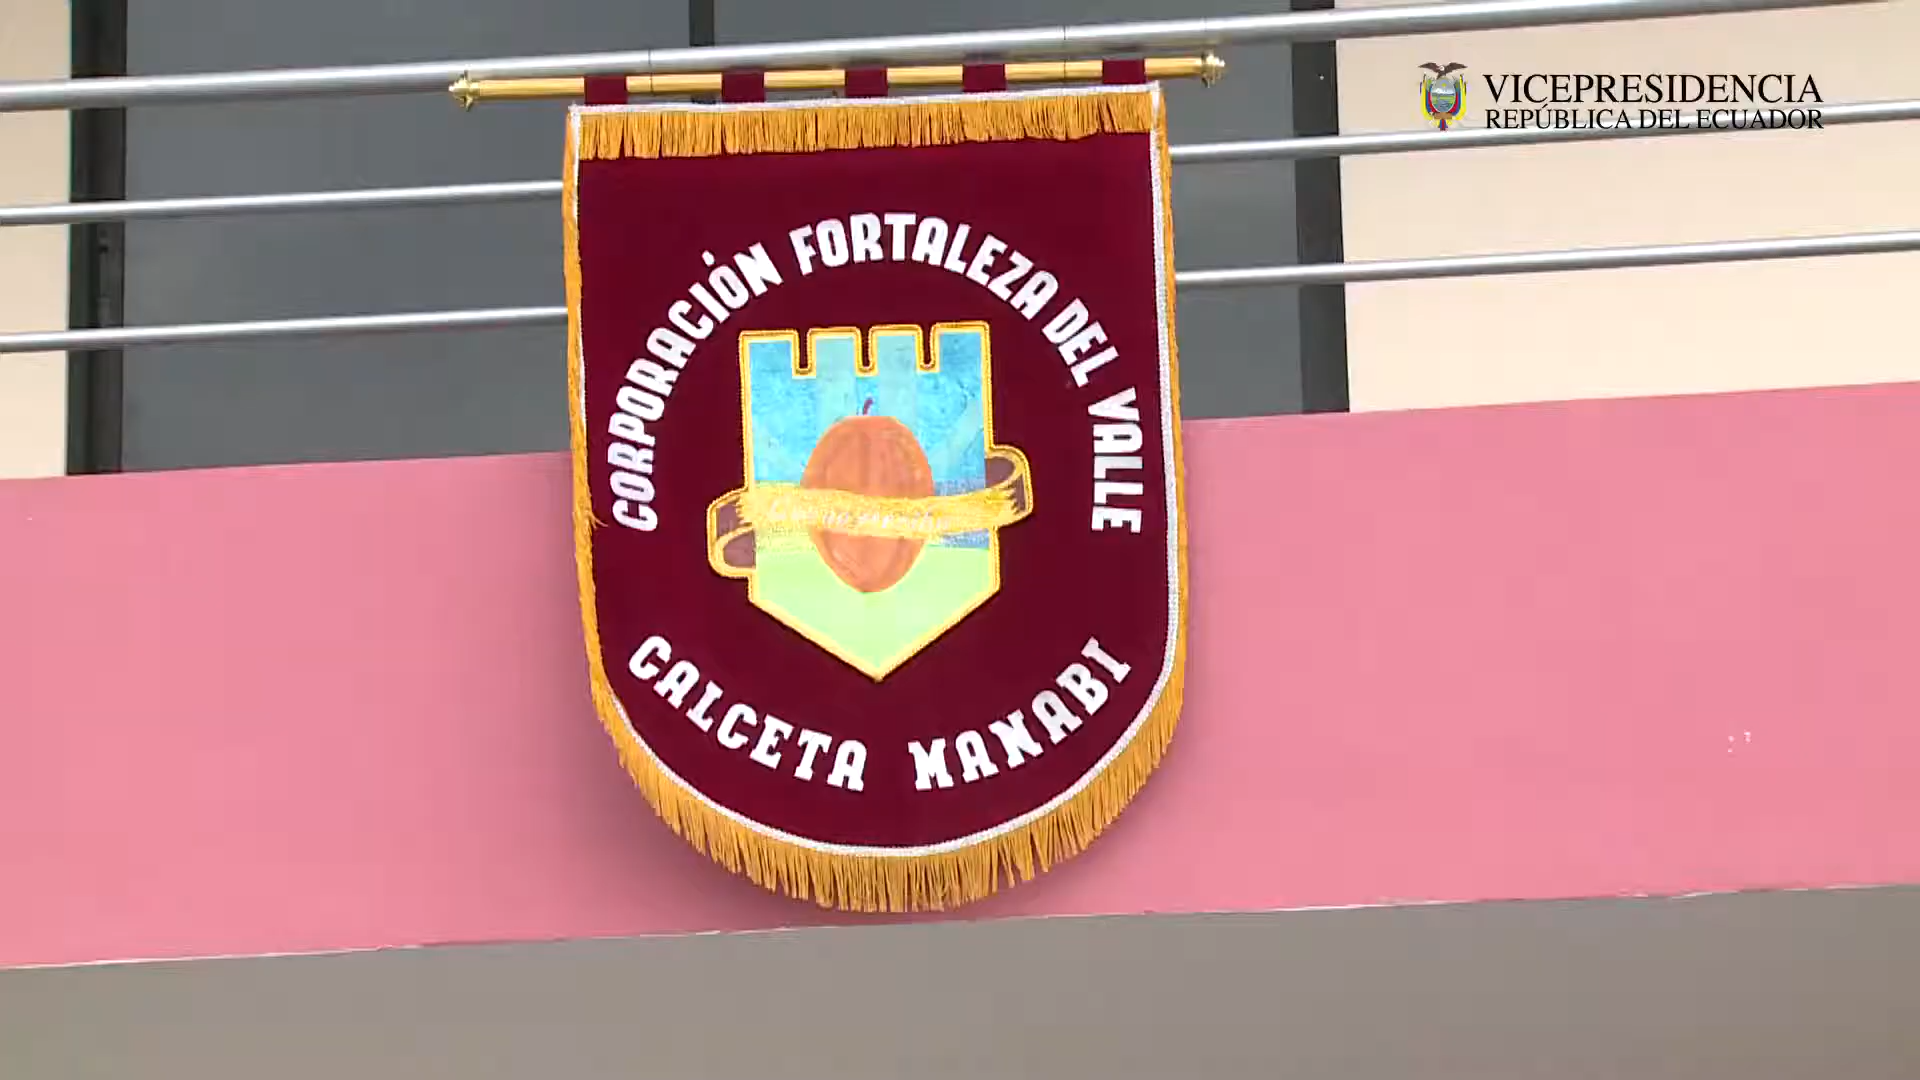 VICEPRESIDENCIA
REPÚBLICA DEL ECUADOR
CORPORACIÓN FORTALEZA DEL VALLE
CALCETA MANABI